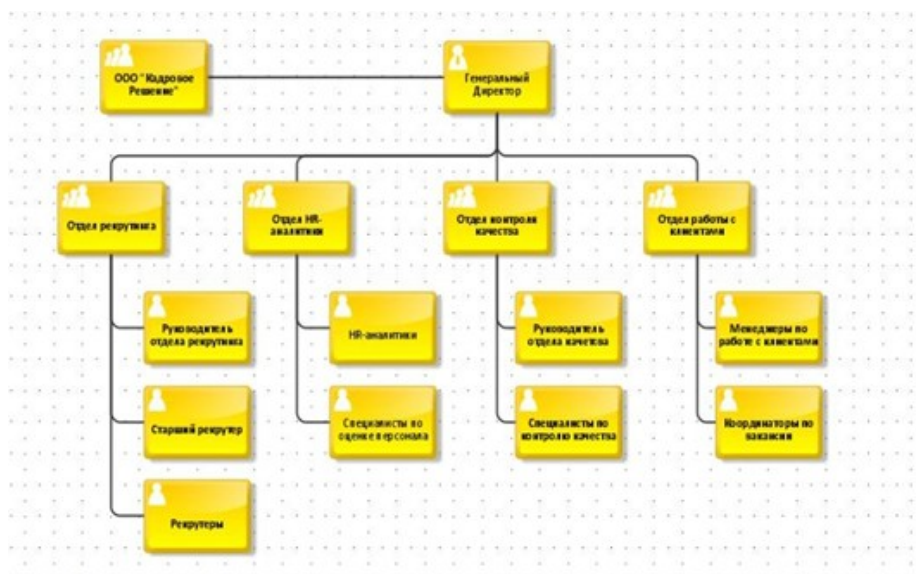 ООО "Кадровое
Решение"
Генеральный
Директор
Отдел рекрутинга
Отдел HR-
аналитики
Отдел контроля
качества
Отдел работы с
клиентами
Руководитель
отдела рекрутинга
HR-аналитики
Руководитель
отдела качетсва
Менеджеры по
работе с клиентами
Старший рекрутер
Специалисты по
оценке персонала
Специалисты по
контролю качества
Координаторы по
вакансии
Рекрутеры